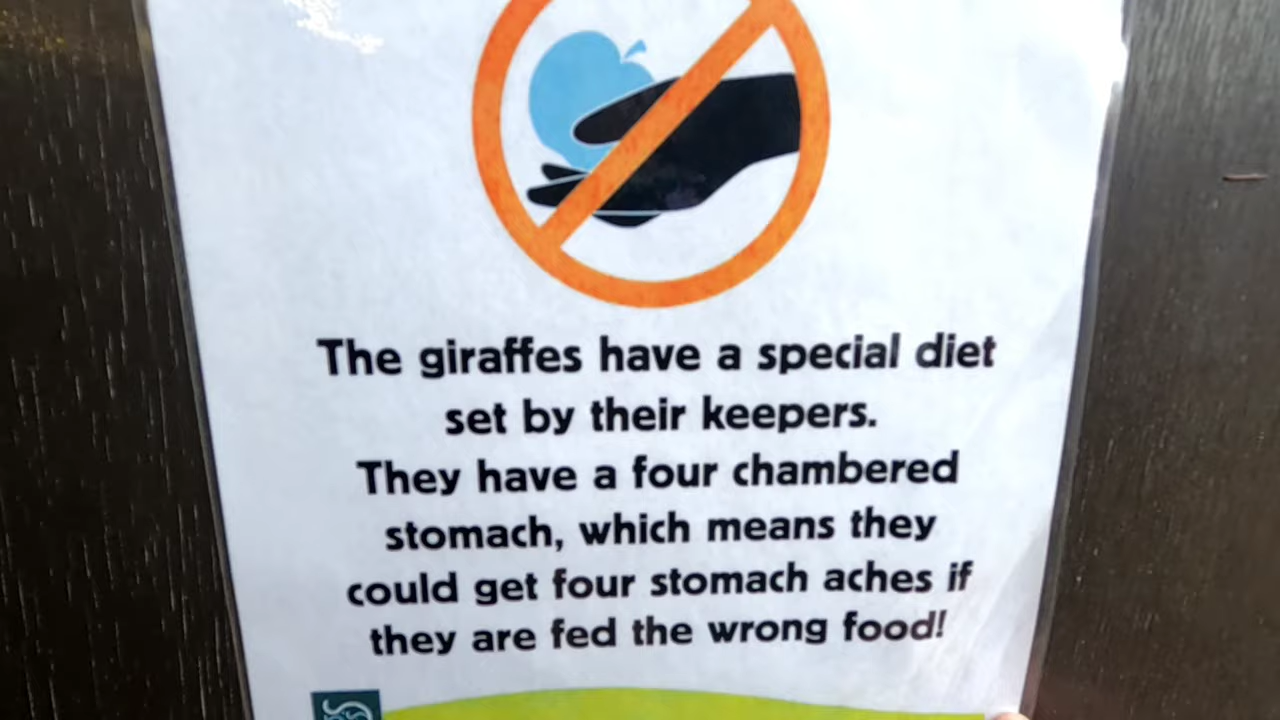 The giraffes have a special diet
set by their keepers.
They have a four chambered
stomach, which means they
could get four stomach aches if
they are fed the wrong food!